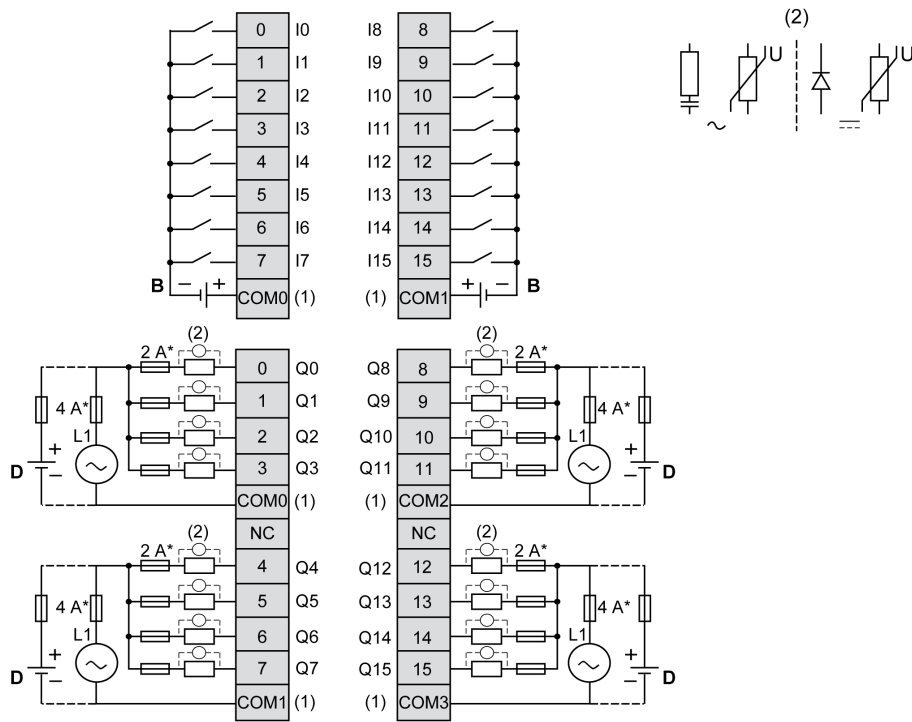 (2)
U U
~
0 I0 I8 8
1 I1 I9 9
2 I2 I10 10
3 I3 I11 11
4 I4 I12 12
5 I5 I13 13
6 I6 I14 14
7 I7 I15 15
B − + COM0 (1) (1) COM1 + − B
2 A* (2) 0 Q0 Q8 8 (2) 2 A*
4 A* 1 Q1 Q9 9 4 A*
L1 2 Q2 Q10 10 L1
D + − ~ 3 Q3 Q11 11 ~ + − D
COM0 (1) (1) COM2
NC NC
2 A* (2) 4 Q4 Q12 12 (2) 2 A*
4 A* 5 Q5 Q13 13 4 A*
L1 6 Q6 Q14 14 L1
D + − ~ 7 Q7 Q15 15 ~ + − D
COM1 (1) (1) COM3